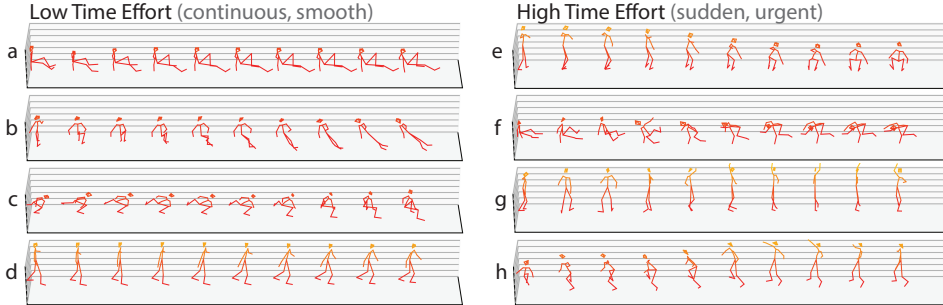 Low Time Effort (continuous, smooth)
a
b
c
d
High Time Effort (sudden, urgent)
e
f
g
h